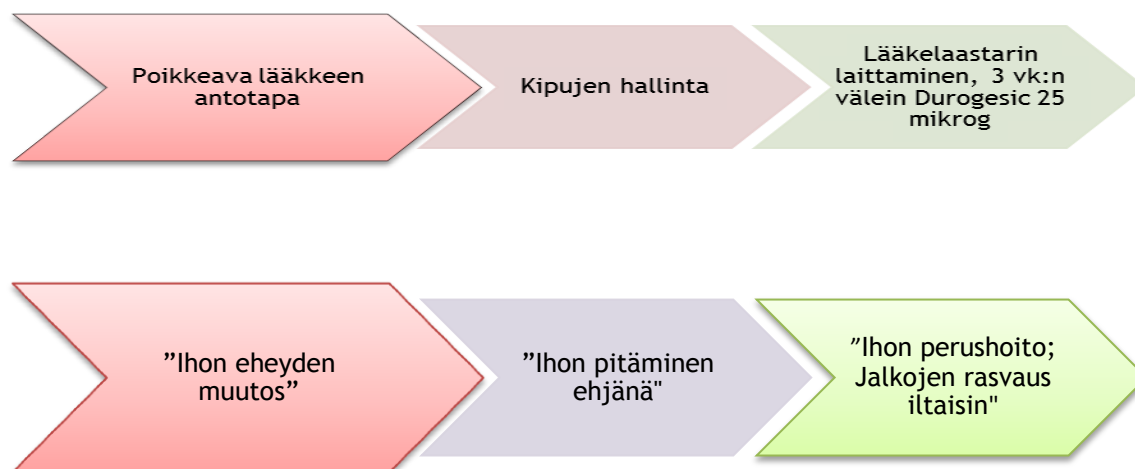 Poikkeava lääkkeen
antotapa
Kipujen hallinta
Lääkelaastarin
laittaminen, 3 vk:n
välein Durogesic 25
mikrog
”Ihon eheyden
muutos”
”Ihon pitäminen
ehjänä"
”Ihon perushoito;
Jalkojen rasvaus
iltaisin"